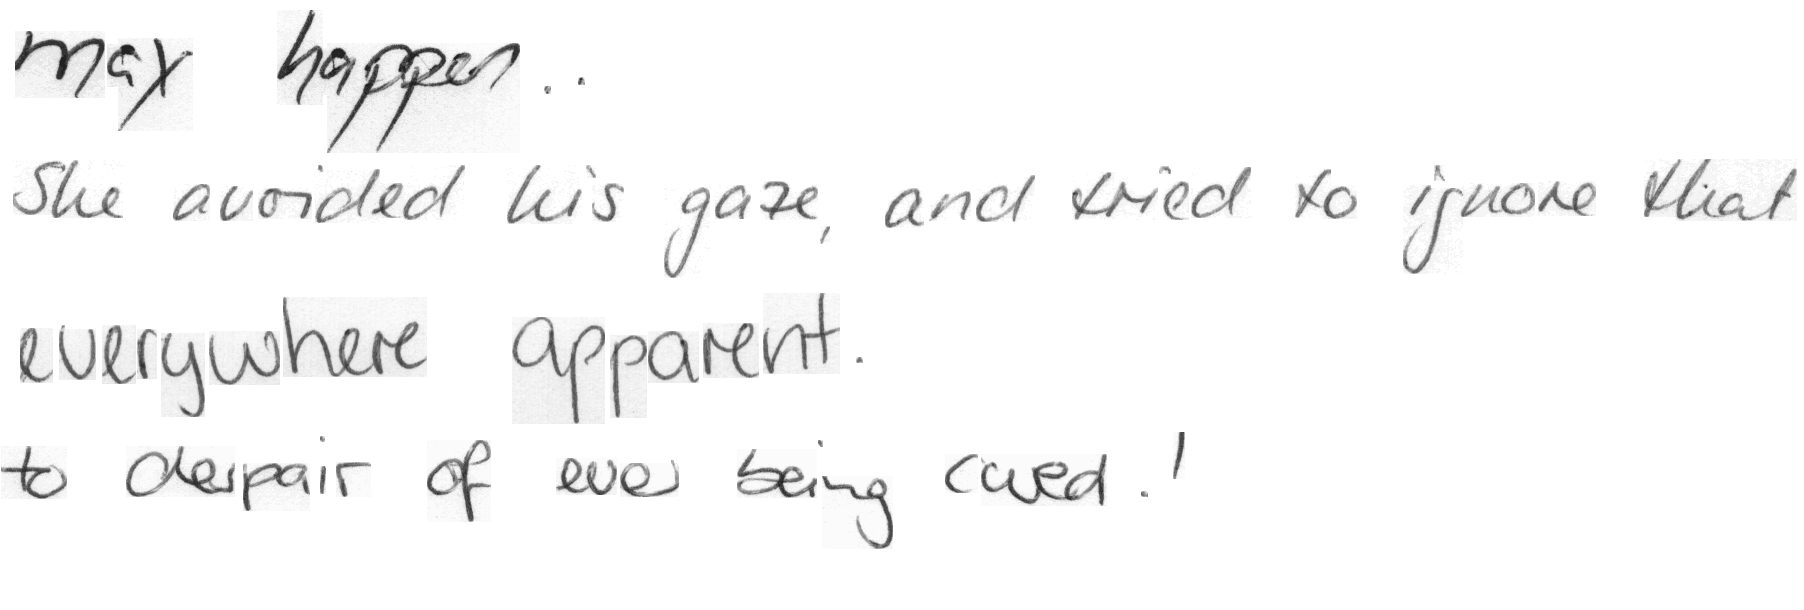 may happen..
She avoided his gaze, and tried to ignore that
everywhere apparent.
to despair of ever being cured.'